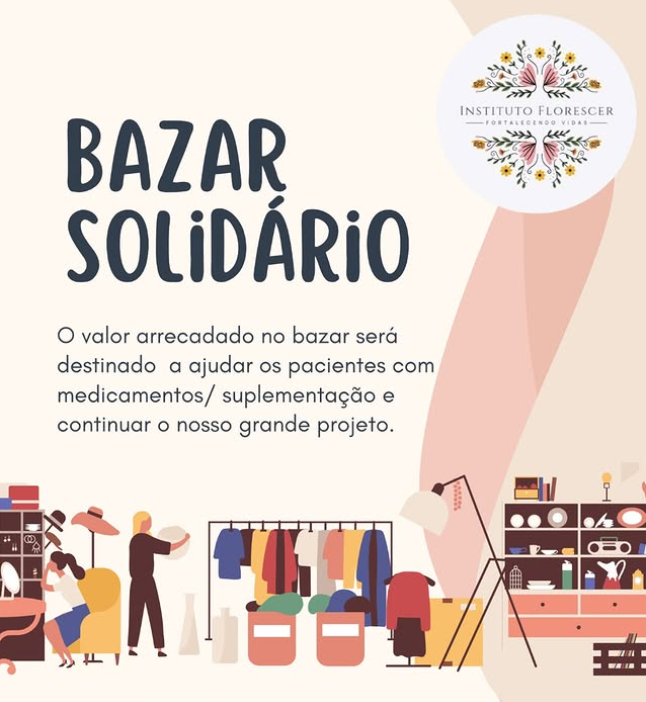 INSTITUTO FLORESCER
FORTALECENDO VIDAS
BAZAR
SOLiDÁRiO
O valor arrecadado no bazar será
destinado a ajudar os pacientes com
medicamentos/ suplementação e
continuar o nosso grande projeto.